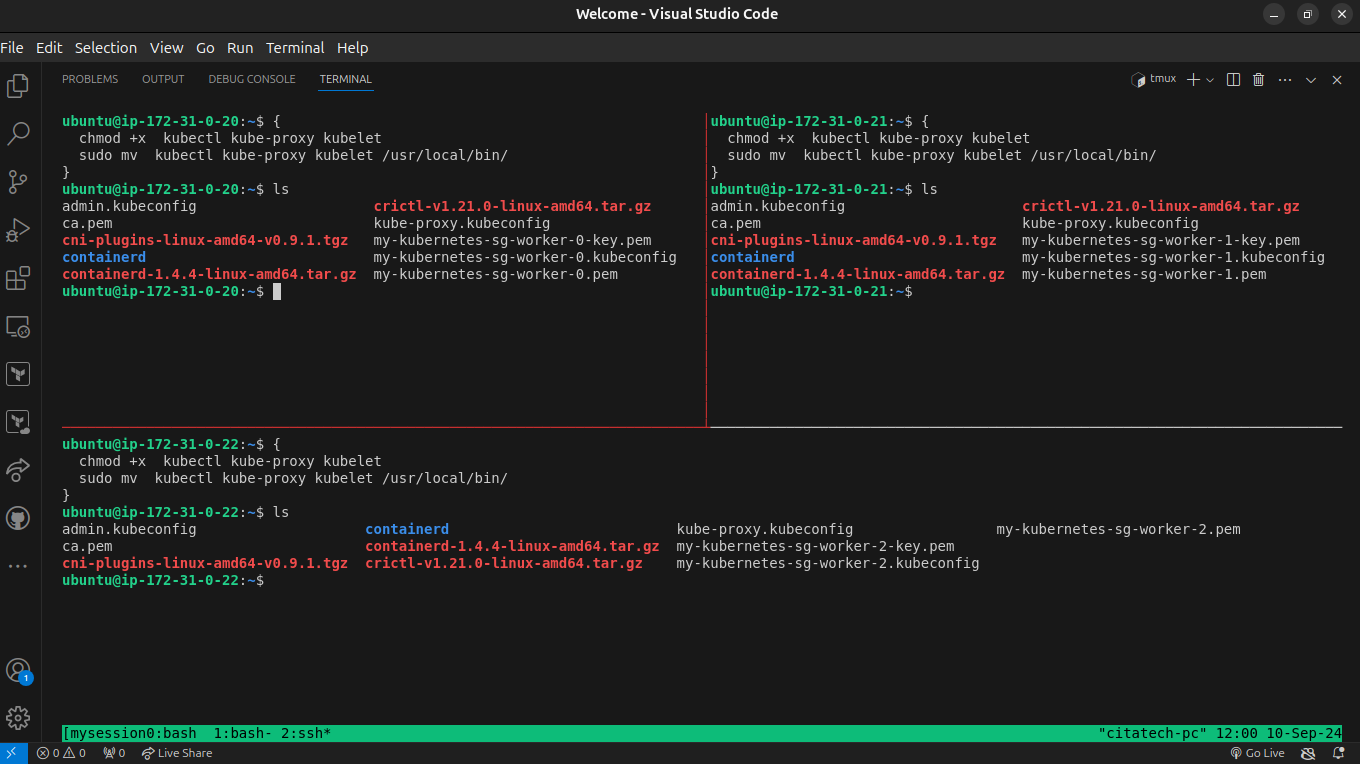 Welcome - Visual Studio Code
File Edit Selection View Go Run Terminal Help
PROBLEMS OUTPUT DEBUG CONSOLE TERMINAL
tmux
ubuntu@ip-172-31-0-20:~$ {
  chmod +x  kubectl kube-proxy kubelet
  sudo mv  kubectl kube-proxy kubelet /usr/local/bin/
}
ubuntu@ip-172-31-0-20:~$ ls
admin.kubeconfig crictl-v1.21.0-linux-amd64.tar.gz
ca.pem kube-proxy.kubeconfig
cni-plugins-linux-amd64-v0.9.1.tgz my-kubernetes-sg-worker-0-key.pem
containerd my-kubernetes-sg-worker-0.kubeconfig
containerd-1.4.4-linux-amd64.tar.gz my-kubernetes-sg-worker-0.pem
ubuntu@ip-172-31-0-20:~$
ubuntu@ip-172-31-0-21:~$ {
  chmod +x  kubectl kube-proxy kubelet
  sudo mv  kubectl kube-proxy kubelet /usr/local/bin/
}
ubuntu@ip-172-31-0-21:~$ ls
admin.kubeconfig crictl-v1.21.0-linux-amd64.tar.gz
ca.pem kube-proxy.kubeconfig
cni-plugins-linux-amd64-v0.9.1.tgz my-kubernetes-sg-worker-1-key.pem
containerd my-kubernetes-sg-worker-1.kubeconfig
containerd-1.4.4-linux-amd64.tar.gz my-kubernetes-sg-worker-1.pem
ubuntu@ip-172-31-0-21:~$
ubuntu@ip-172-31-0-22:~$ {
  chmod +x  kubectl kube-proxy kubelet
  sudo mv  kubectl kube-proxy kubelet /usr/local/bin/
}
ubuntu@ip-172-31-0-22:~$ ls
admin.kubeconfig containerd kube-proxy.kubeconfig my-kubernetes-sg-worker-2.pem
ca.pem containerd-1.4.4-linux-amd64.tar.gz my-kubernetes-sg-worker-2-key.pem
cni-plugins-linux-amd64-v0.9.1.tgz crictl-v1.21.0-linux-amd64.tar.gz my-kubernetes-sg-worker-2.kubeconfig
ubuntu@ip-172-31-0-22:~$
1
[mysession0:bash  1:bash- 2:ssh* "citatech-pc" 12:00 10-Sep-24
0 0 0 Live Share Go Live